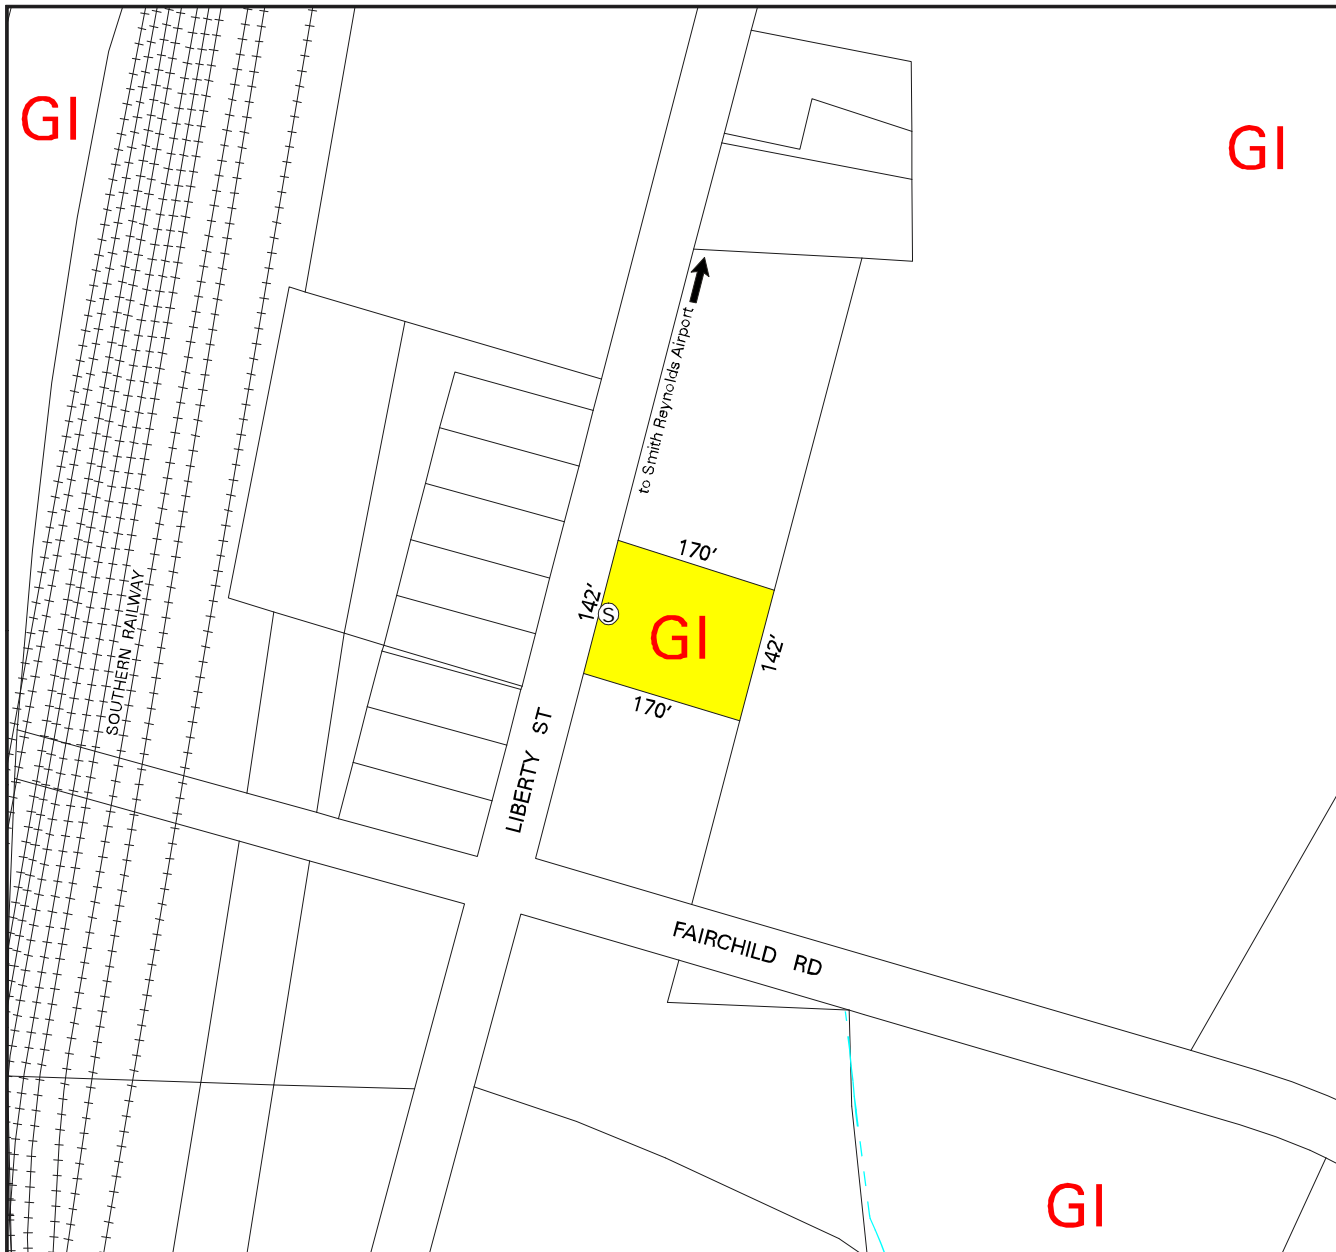 GI
GI
to Smith Reynolds Airport
170'
142'
S
GI
142'
170'
SOUTHERN RAILWAY
LIBERTY ST
FAIRCHILD RD
GI